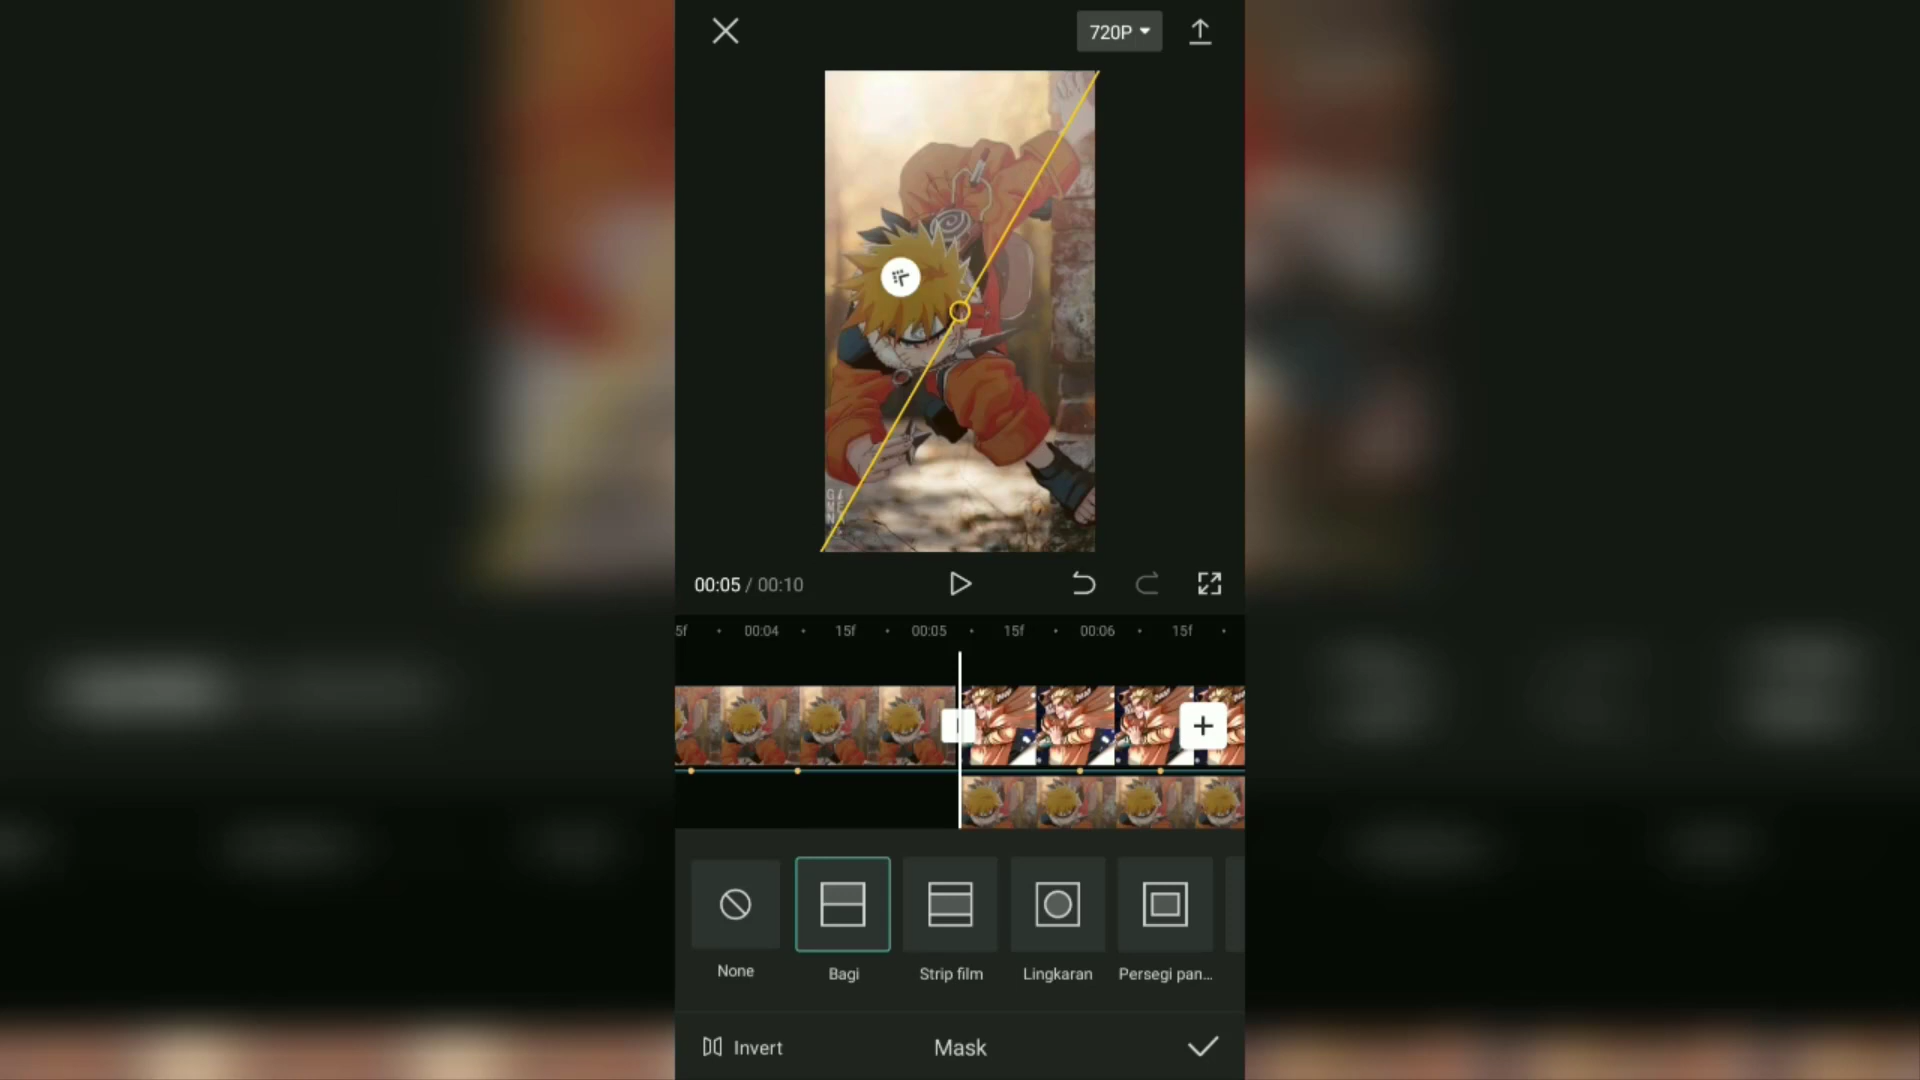 720P
00:05 / 00:10
5f 00:04 15f 00:05 15f 00:06 15f
None Bagi Strip film Lingkaran Persegi pan...
Invert Mask